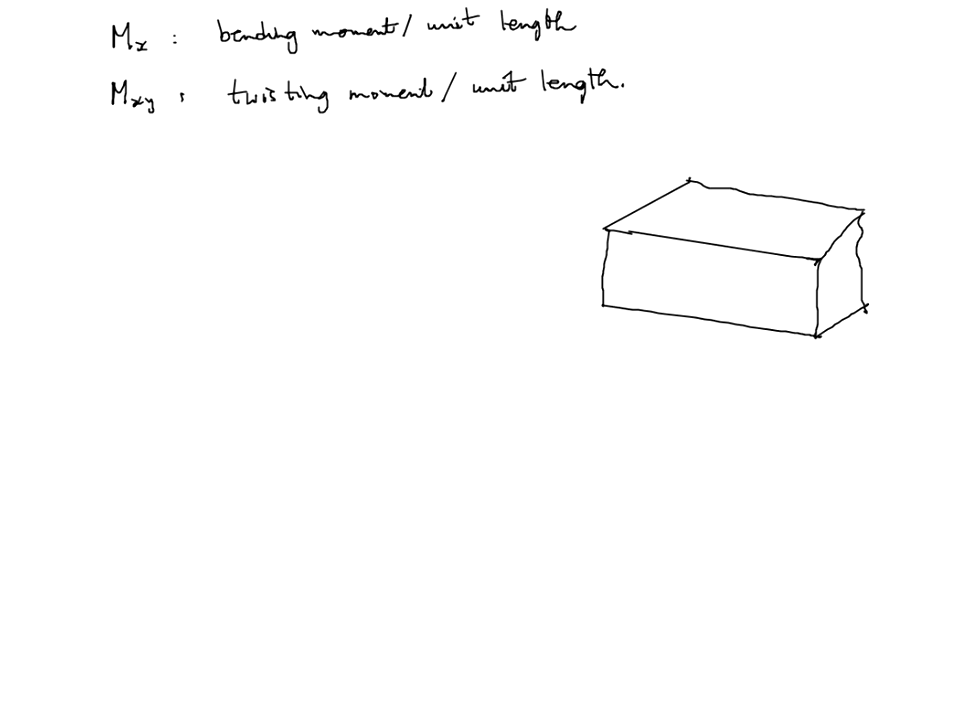 Mx : bending moment / unit length
Mxy : twisting moment / unit length.